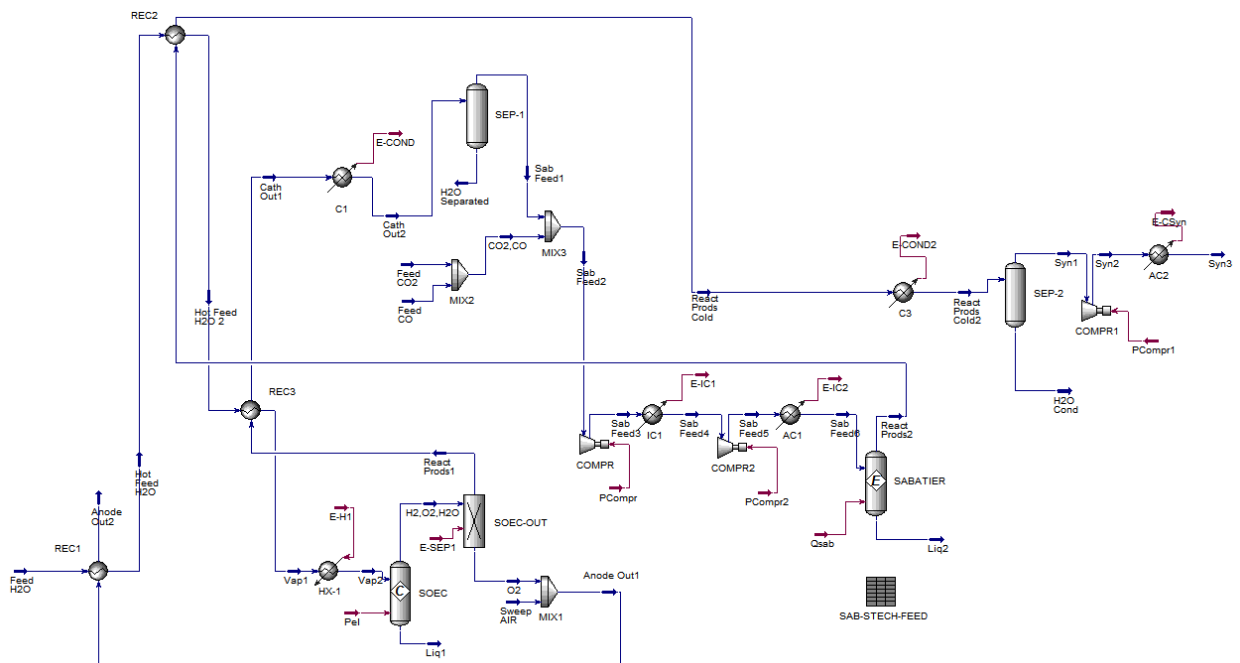 REC2
SEP-1
E-COND
Cath
Out1
C1
Cath
Out2
H2O
Separated
Sab
Feed1
CO2,CO
MIX3
Feed
CO2
MIX2
Feed
CO
Sab
Feed2
E-COND2
React
Prods
Cold
C3
React
Prods
Cold2
SEP-2
Syn1
E-CSyn
Syn2
AC2
Syn3
COMPR1
PCompr1
H2O
Cond
Hot Feed
H2O 2
REC3
E-IC1
E-IC2
Sab
Feed3
IC1
Sab
Feed4
Sab
Feed5
AC1
Sab
Feed6
React
Prods2
COMPR
COMPR2
SABATIER
E
PCompr
PCompr2
Qsab
Liq2
React
Prods1
Hot
Feed
H2O
Anode
Out2
REC1
Feed
H2O
E-H1
H2,O2,H2O
SOEC-OUT
E-SEP1
Vap1
HX-1
Vap2
C
SOEC
Pel
Liq1
O2
Sweep
AIR
MIX1
Anode Out1
SAB-STECH-FEED